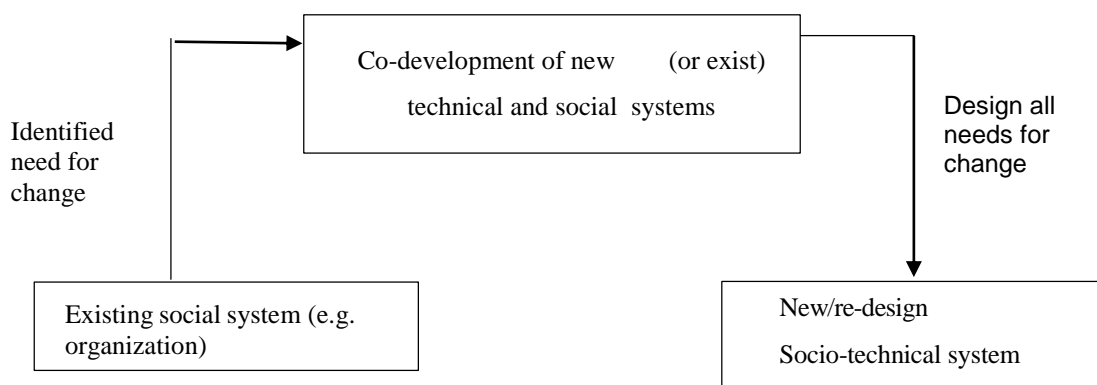 Co-development of new (or exist)
technical and social systems
Identified
need for
change
Design all
needs for
change
Existing social system (e.g.
organization)
New/re-design
Socio-technical system